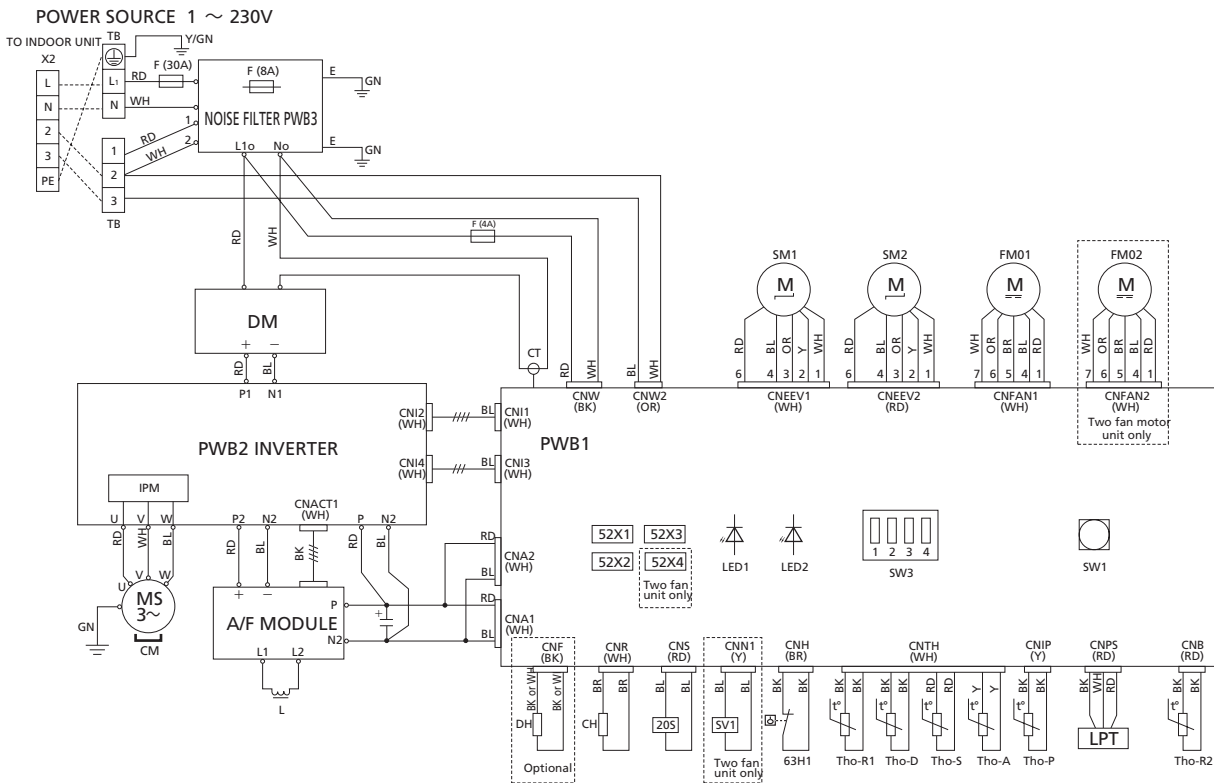 POWER SOURCE 1 ～ 230V
TO INDOOR UNIT
TB
Y/GN
X2
L
N
2
3
PE
L1
RD
F (30A)
N
WH
1
RD
2
WH
1
2
3
TB
F (8A)
NOISE FILTER PWB3
L1o
No
E
GN
E
GN
RD
WH
F (4A)
DM
+
−
RD
BL
P1
N1
CT
RD
WH
CNW
(BK)
BL
WH
CNW2
(OR)
SM1
M
RD
BL
OR
Y
WH
6
4
3
2
1
CNEEV1
(WH)
SM2
M
RD
BL
OR
Y
WH
6
4
3
2
1
CNEEV2
(RD)
FM01
M
WH
OR
BR
BL
RD
7
6
5
4
1
CNFAN1
(WH)
FM02
M
WH
OR
BR
BL
RD
7
6
5
4
1
CNFAN2
(WH)
Two fan motor
unit only
PWB2 INVERTER
CNI2
(WH)
BL
CNI1
(WH)
CNI4
(WH)
BL
CNI3
(WH)
PWB1
IPM
U
V
W
RD
WH
BL
U
V
W
MS
3～
CM
GN
P2
N2
RD
BL
CNACT1
(WH)
BK
P
N2
RD
BL
+
−
A/F MODULE
P
N2
L1
L2
L
+
RD
BL
CNA2
(WH)
RD
BL
CNA1
(WH)
52X1
52X3
52X2
52X4
Two fan
unit only
LED1
LED2
1
2
3
4
SW3
SW1
CNF
(BK)
BK or WH
BK or W
DH
Optional
CNR
(WH)
BR
BR
CH
CNS
(RD)
BL
BL
20S
CNN1
(Y)
BL
BL
SV1
Two fan
unit only
CNH
(BR)
BK
BK
63H1
CNTH
(WH)
BK
BK
BK
BK
RD
RD
Y
Y
t°
t°
t°
t°
Tho-R1
Tho-D
Tho-S
Tho-A
CNIP
(Y)
BK
BK
t°
Tho-P
CNPS
(RD)
BK
WH
RD
LPT
CNB
(RD)
BK
BK
t°
Tho-R2